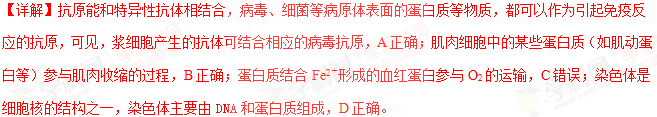 【详解】抗原能和特异性抗体相结合，病毒、细菌等病原体表面的蛋白质等物质，都可以作为引起免疫反
应的抗原，可见，浆细胞产生的抗体可结合相应的病毒抗原，A正确；肌肉细胞中的某些蛋白质（如肌动蛋
白等）参与肌肉收缩的过程，B正确；蛋白质结合 Fe²⁺形成的血红蛋白参与 O₂的运输，C错误；染色体是
细胞核的结构之一，染色体主要由 DNA 和蛋白质组成，D正确。